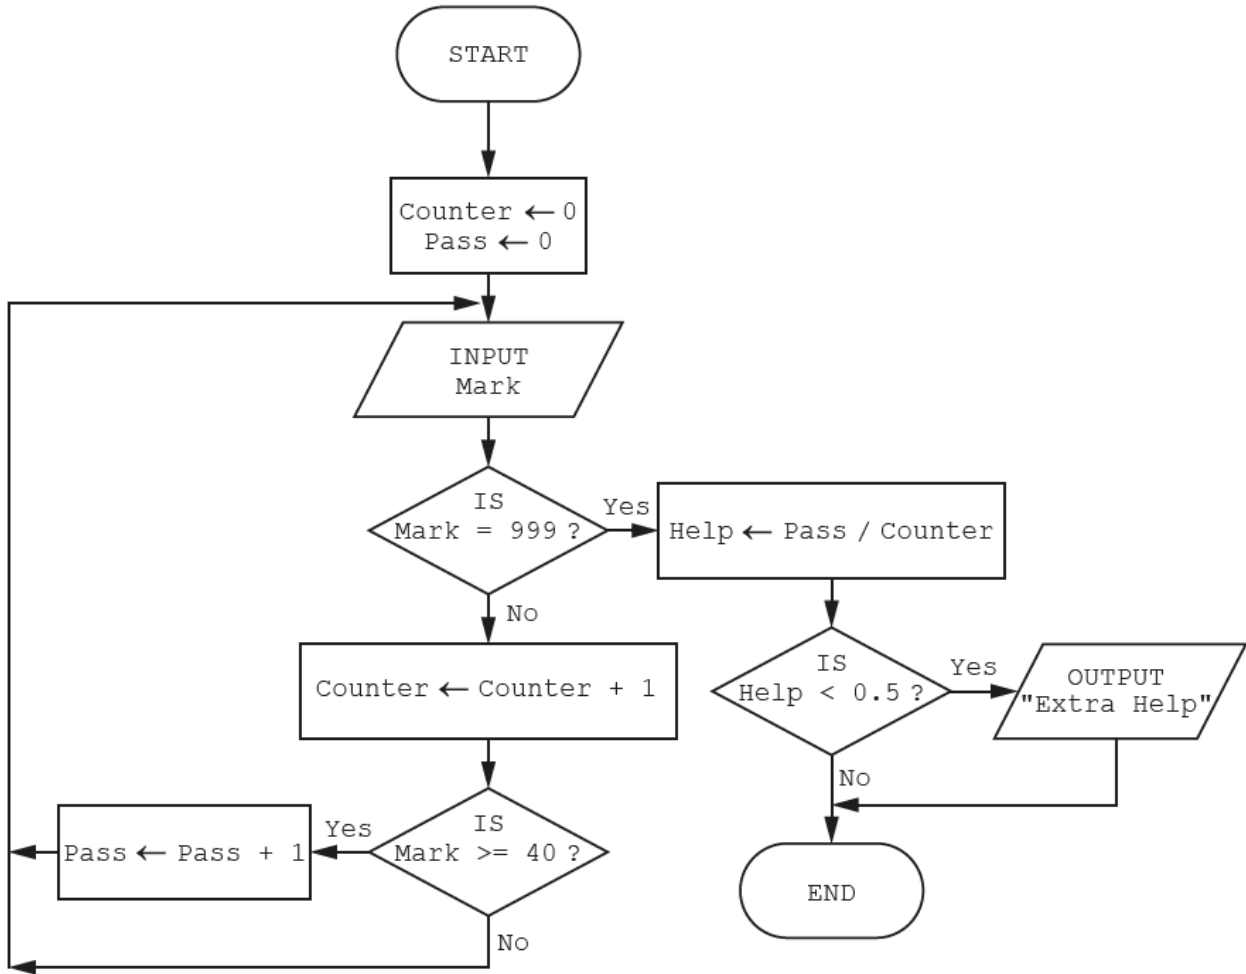 START
Counter ← 0
Pass ← 0
INPUT
Mark
IS
Mark = 999 ?
Yes
Help ← Pass / Counter
No
Counter ← Counter + 1
IS
Help < 0.5 ?
Yes
OUTPUT
"Extra Help"
No
IS
Mark >= 40 ?
Yes
Pass ← Pass + 1
No
END